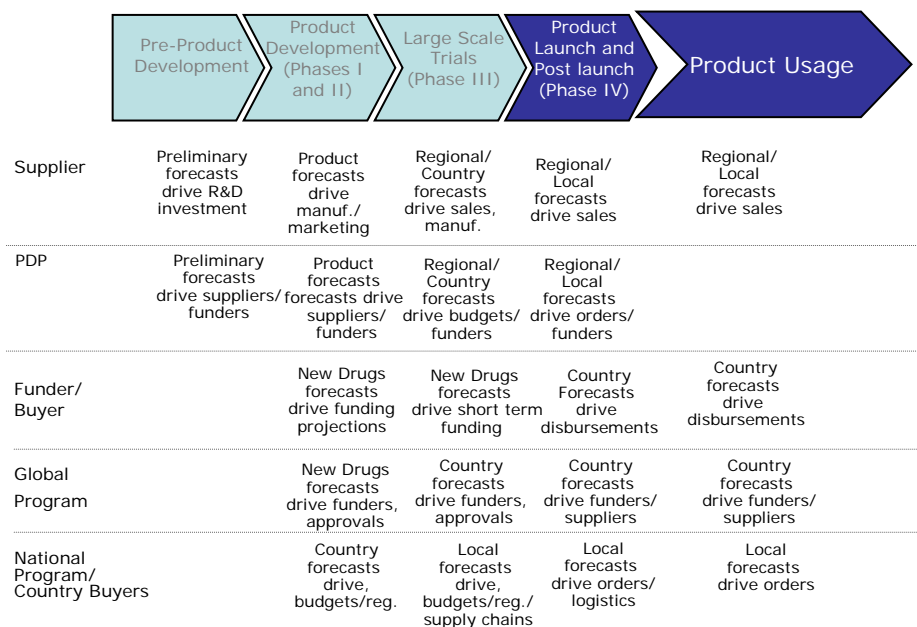 Pre-Product
Development
Product
Development
(Phases I
and II)
Large Scale
Trials
(Phase III)
Product
Launch and
Post launch
(Phase IV)
Product Usage
Supplier
Preliminary
forecasts
drive R&D
investment
Product
forecasts
drive
manuf./
marketing
Regional/
Country
forecasts
drive sales,
manuf.
Regional/
Local
forecasts
drive sales
Regional/
Local
forecasts
drive sales
PDP
Preliminary
forecasts
drive suppliers/
funders
Product
forecasts
forecasts drive
suppliers/
funders
Regional/
Country
forecasts
drive budgets/
funders
Regional/
Local
forecasts
drive orders/
funders
Funder/
Buyer
New Drugs
forecasts
drive funding
projections
New Drugs
forecasts
drive short term
funding
Country
Forecasts
drive
disbursements
Country
forecasts
drive
disbursements
Global
Program
New Drugs
forecasts
drive funders,
approvals
Country
forecasts
drive funders,
approvals
Country
forecasts
drive funders/
suppliers
Country
forecasts
drive funders/
suppliers
National
Program/
Country Buyers
Country
forecasts
drive,
budgets/reg.
Local
forecasts
drive,
budgets/reg./
supply chains
Local
forecasts
drive orders/
logistics
Local
forecasts
drive orders